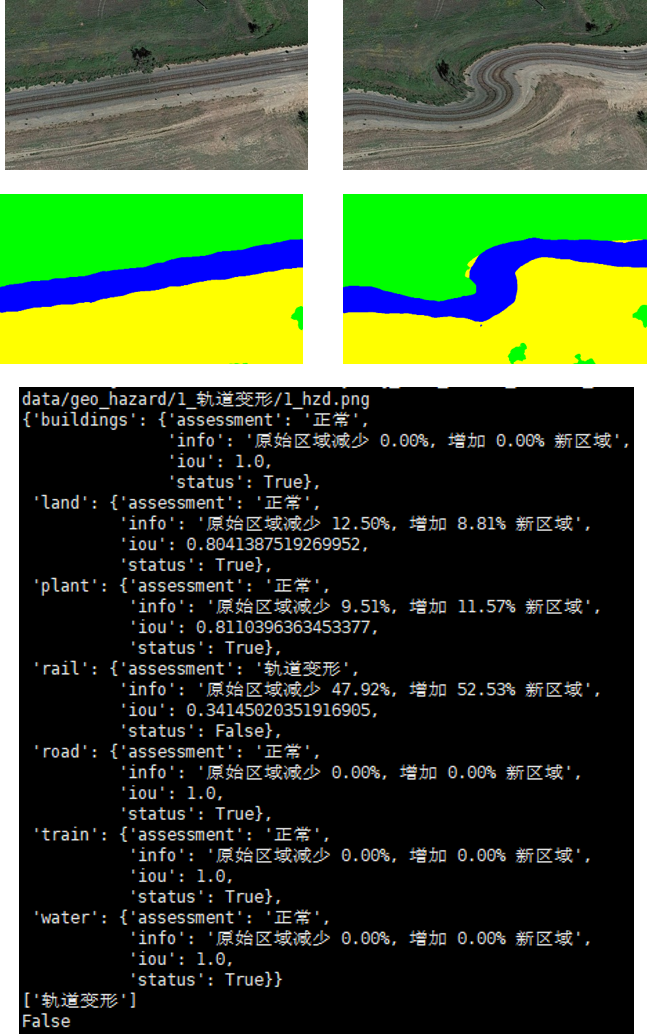 data/geo_hazard/1_轨道变形/1_hzd.png
{'buildings': {'assessment': '正常',
'info': '原始区域减少 0.00%, 增加 0.00% 新区域',
'iou': 1.0,
'status': True},
'land': {'assessment': '正常',
'info': '原始区域减少 12.50%, 增加 8.81% 新区域',
'iou': 0.8041387519269952,
'status': True},
'plant': {'assessment': '正常',
'info': '原始区域减少 9.51%, 增加 11.57% 新区域',
'iou': 0.8110396363453377,
'status': True},
'rail': {'assessment': '轨道变形',
'info': '原始区域减少 47.92%, 增加 52.53% 新区域',
'iou': 0.34145020351916905,
'status': False},
'road': {'assessment': '正常',
'info': '原始区域减少 0.00%, 增加 0.00% 新区域',
'iou': 1.0,
'status': True},
'train': {'assessment': '正常',
'info': '原始区域减少 0.00%, 增加 0.00% 新区域',
'iou': 1.0,
'status': True},
'water': {'assessment': '正常',
'info': '原始区域减少 0.00%, 增加 0.00% 新区域',
'iou': 1.0,
'status': True}}
['轨道变形']
False